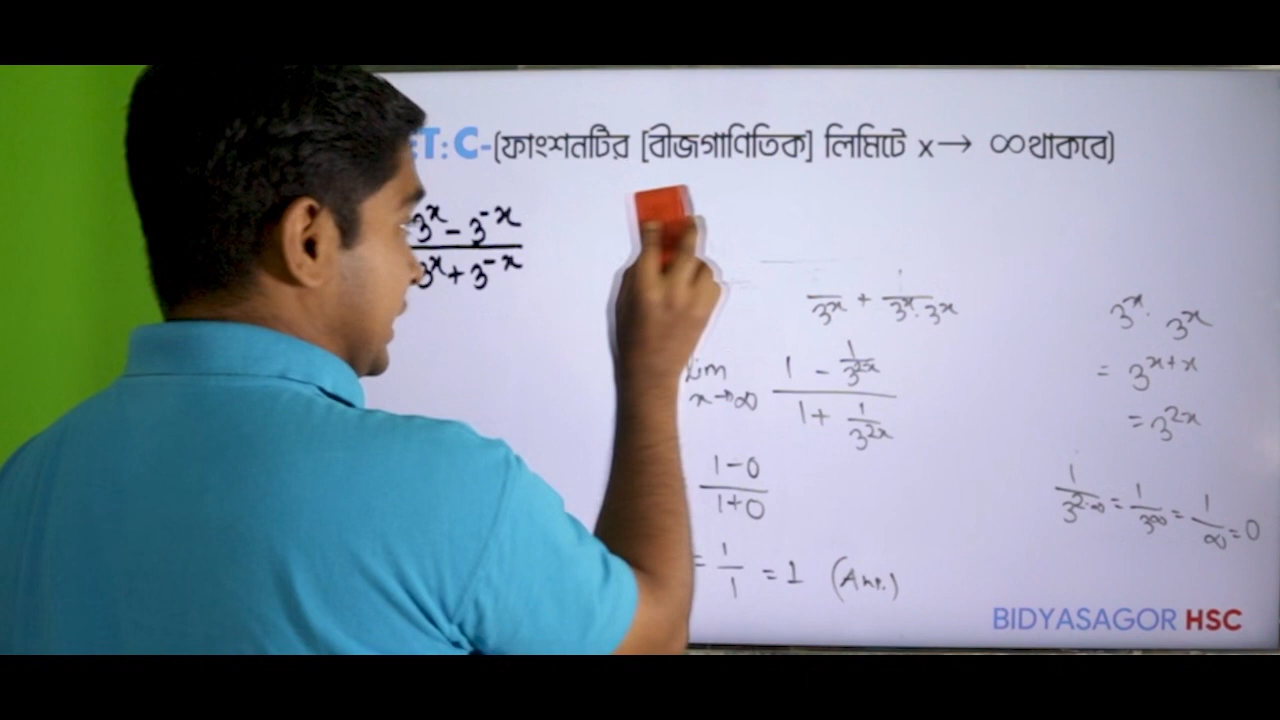 T: C-(ফাংশনটির [বীজগাণিতিক] লিমিটে x→ ∞ থাকবে)
3^x - 3^-x
3^x + 3^-x
3^x + 3^x . 3^x
3^x . 3^x
= 3^x+x
= 3^2x
lim x→∞
1 - 1/3^2x
1 + 1/3^2x
1-0
1+0
1/3^2.∞ = 1/3^∞ = 1/∞ = 0
= 1/1 = 1 (Ans.)
BIDYASAGOR HSC